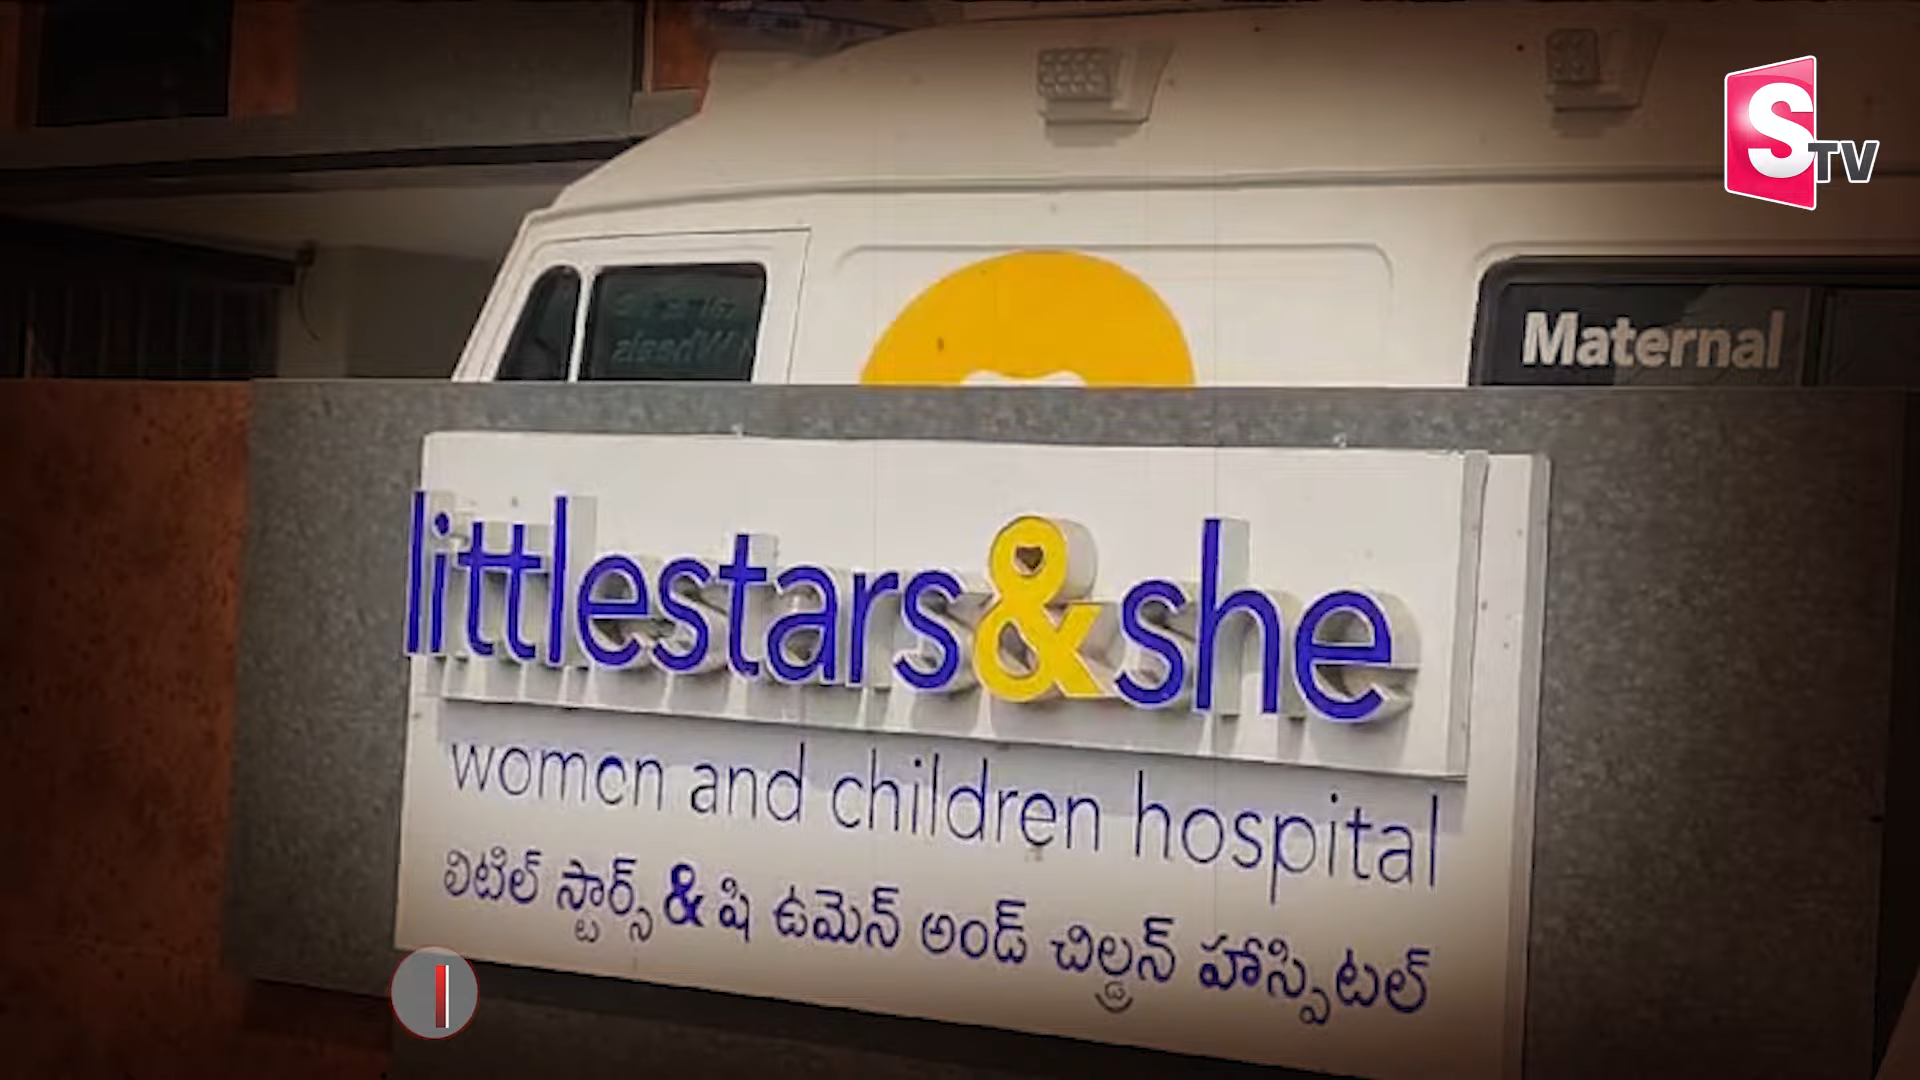 STV
Maternal
littlestars&she
women and children hospital
లిటిల్ స్టార్స్ & షి ఉమెన్ అండ్ చిల్డ్రన్ హాస్పిటల్